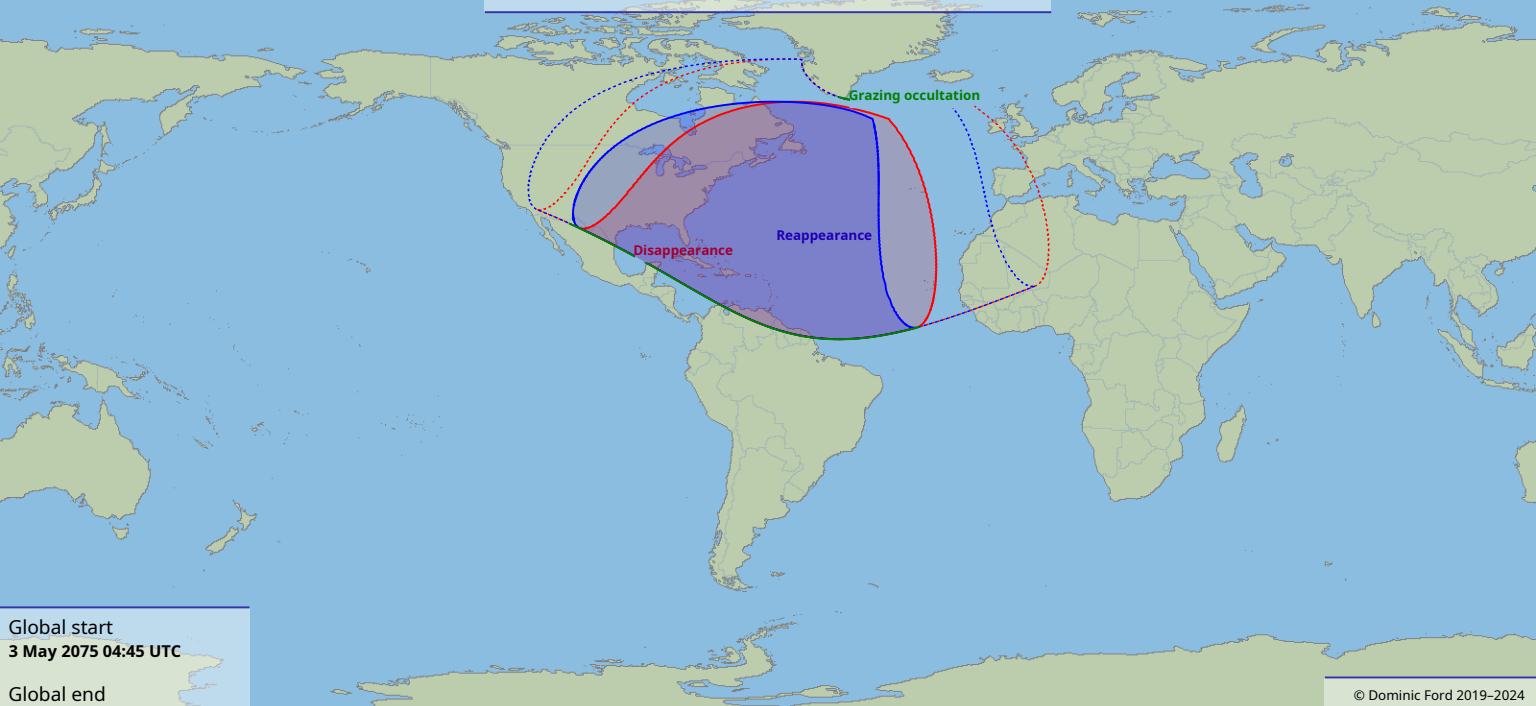 Grazing occultation
Reappearance
Disappearance
Global start
3 May 2075 04:45 UTC
Global end
© Dominic Ford 2019–2024